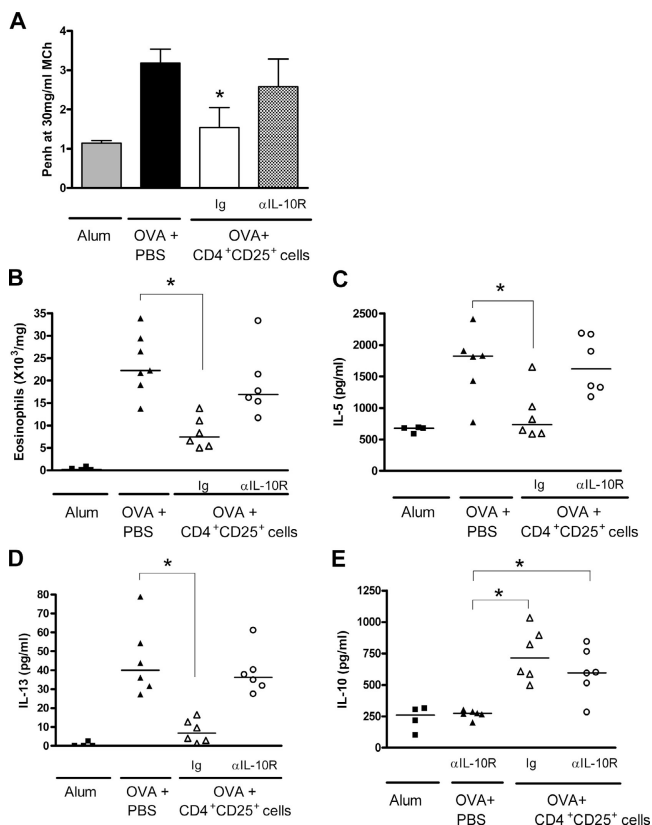 A
Penh at 30mg/ml MCh
4
3
2
1
0
*
Ig
αIL-10R
Alum
OVA +
PBS
OVA+
CD4⁺CD25⁺ cells
B
Eosinophils (X10³/mg)
35
30
25
20
15
10
5
0
*
Ig
αIL-10R
Alum
OVA +
PBS
OVA +
CD4⁺CD25⁺ cells
C
IL-5 (pg/ml)
2500
2000
1500
1000
500
0
*
Ig
αIL-10R
Alum
OVA +
PBS
OVA +
CD4⁺CD25⁺ cells
D
IL-13 (pg/ml)
80
70
60
50
40
30
20
10
0
*
Ig
αIL-10R
Alum
OVA +
PBS
OVA +
CD4⁺CD25⁺ cells
E
IL-10 (pg/ml)
1250
1000
750
500
250
0
*
*
αIL-10R
Ig
αIL-10R
Alum
OVA+
PBS
OVA+
CD4⁺CD25⁺ cells